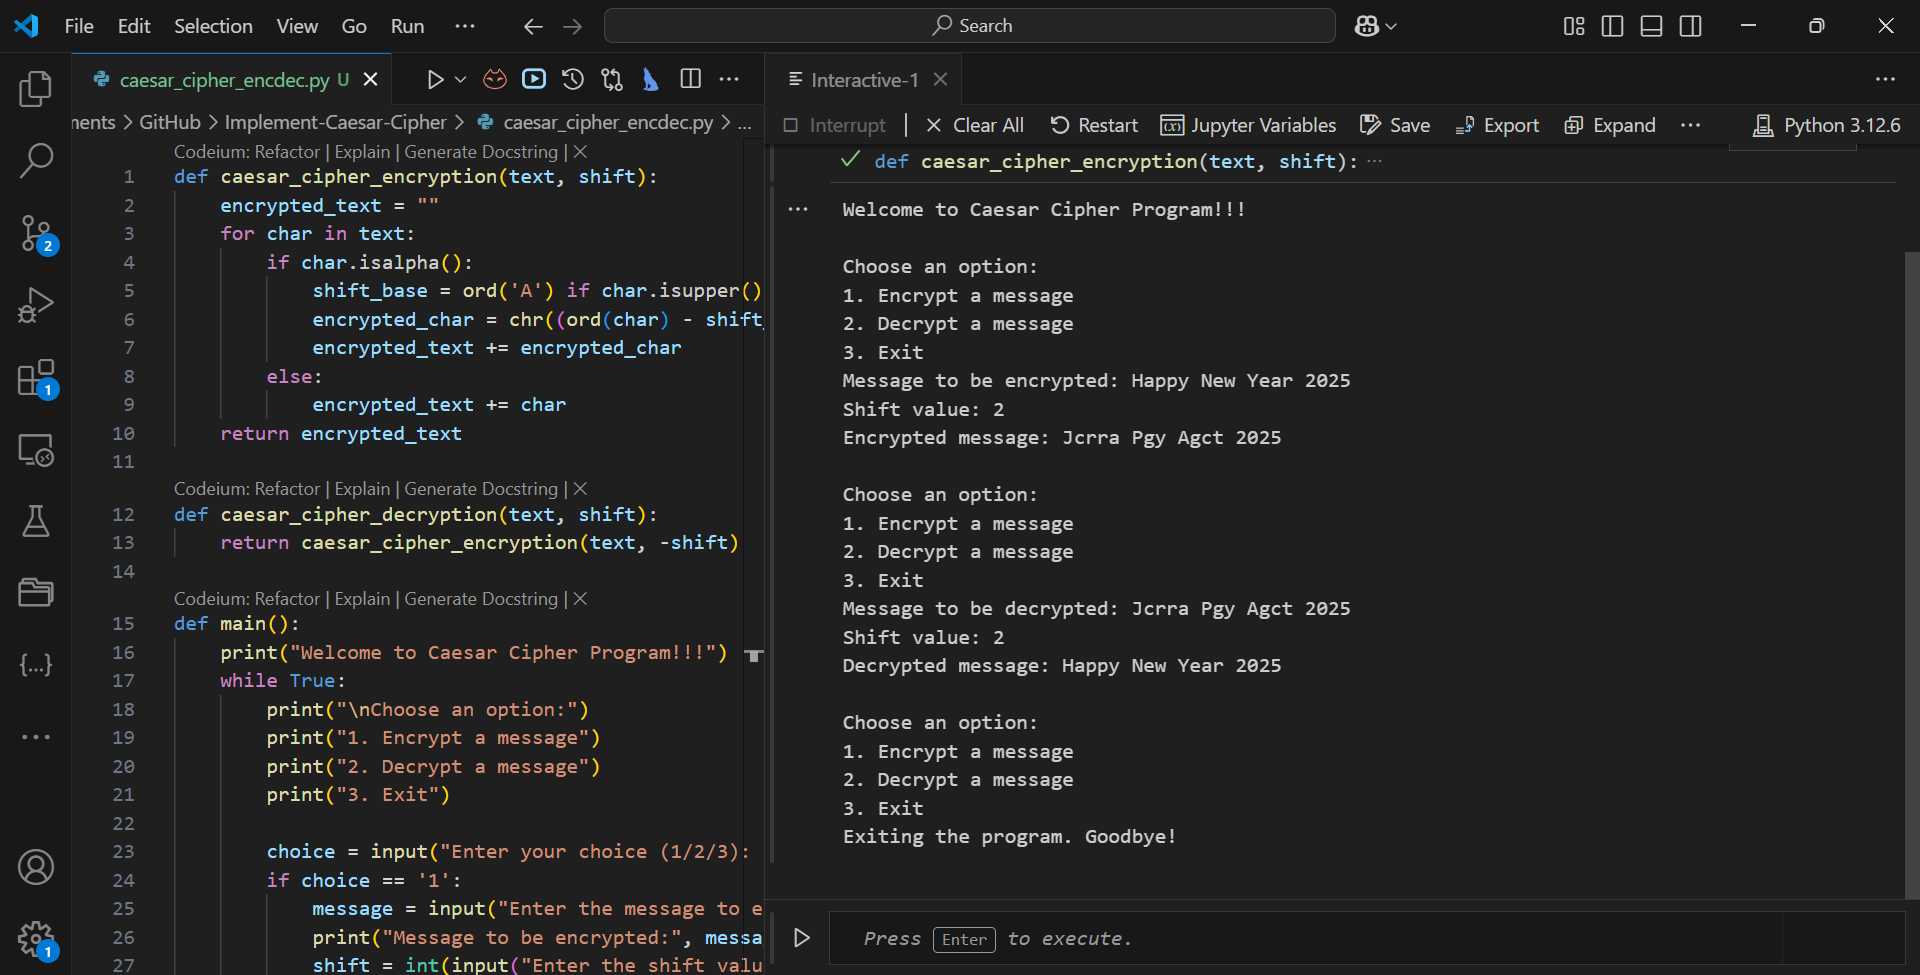 File Edit Selection View Go Run ··· Search
caesar_cipher_encdec.py U
ments > GitHub > Implement-Caesar-Cipher > caesar_cipher_encdec.py > ...
Codeium: Refactor | Explain | Generate Docstring | ×
1 def caesar_cipher_encryption(text, shift):
2 encrypted_text = ""
3 for char in text:
4 if char.isalpha():
5 shift_base = ord('A') if char.isupper()
6 encrypted_char = chr((ord(char) - shift_
7 encrypted_text += encrypted_char
8 else:
9 encrypted_text += char
10 return encrypted_text
11
Codeium: Refactor | Explain | Generate Docstring | ×
12 def caesar_cipher_decryption(text, shift):
13 return caesar_cipher_encryption(text, -shift)
14
Codeium: Refactor | Explain | Generate Docstring | ×
15 def main():
16 print("Welcome to Caesar Cipher Program!!!")
17 while True:
18 print("\nChoose an option:")
19 print("1. Encrypt a message")
20 print("2. Decrypt a message")
21 print("3. Exit")
22
23 choice = input("Enter your choice (1/2/3):
24 if choice == '1':
25 message = input("Enter the message to e
26 print("Message to be encrypted:", messa
27 shift = int(input("Enter the shift valu
2
1
1
Interactive-1
Interrupt | Clear All Restart Jupyter Variables Save Export Expand ··· Python 3.12.6
def caesar_cipher_encryption(text, shift): ···
Welcome to Caesar Cipher Program!!!
Choose an option:
1. Encrypt a message
2. Decrypt a message
3. Exit
Message to be encrypted: Happy New Year 2025
Shift value: 2
Encrypted message: Jcrra Pgy Agct 2025
Choose an option:
1. Encrypt a message
2. Decrypt a message
3. Exit
Message to be decrypted: Jcrra Pgy Agct 2025
Shift value: 2
Decrypted message: Happy New Year 2025
Choose an option:
1. Encrypt a message
2. Decrypt a message
3. Exit
Exiting the program. Goodbye!
Press Enter to execute.